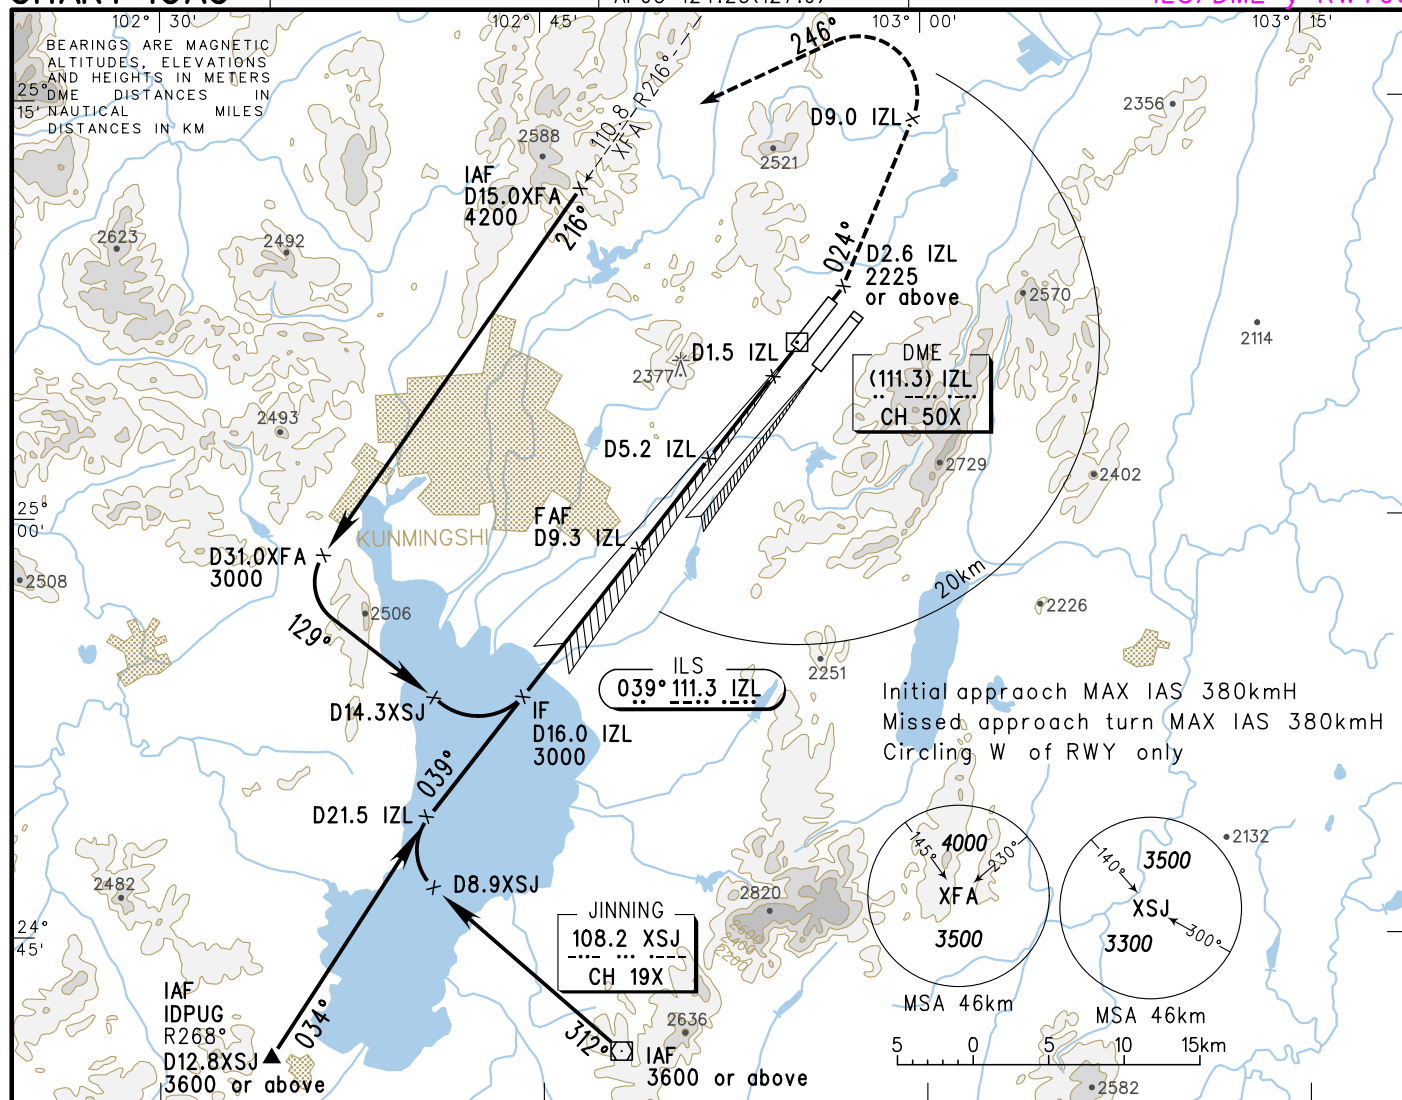 102° 30'
102° 45'
103° 00'
103° 15'
BEARINGS ARE MAGNETIC
ALTITUDES, ELEVATIONS
AND HEIGHTS IN METERS
DME DISTANCES IN
NAUTICAL MILES
DISTANCES IN KM
25°
15'
246°
110.8
XFA
R216°
D9.0 IZL
2356
2588
2521
IAF
D15.0XFA
4200
216°
2623
2492
024°
D2.6 IZL
2225
or above
2570
2114
D1.5 IZL
2377
DME
(111.3) IZL
CH 50X
2493
D5.2 IZL
2729
2402
25°
00'
FAF
D9.3 IZL
KUNMINGSHI
D31.0XFA
3000
2508
20km
2506
2226
129°
2251
ILS
039° 111.3 IZL
D14.3XSJ
IF
D16.0 IZL
3000
Initial appraoch MAX IAS 380kmH
Missed approach turn MAX IAS 380kmH
Circling W of RWY only
039°
D21.5 IZL
2132
4000
145°
230°
XFA
3500
MSA 46km
3500
140°
XSJ
300°
3300
MSA 46km
2482
D8.9XSJ
2820
2600
2400
2200
24°
45'
JINNING
108.2 XSJ
CH 19X
IAF
IDPUG
R268°
D12.8XSJ
3600 or above
034°
312°
2636
IAF
3600 or above
5 0 5 10 15km
2582